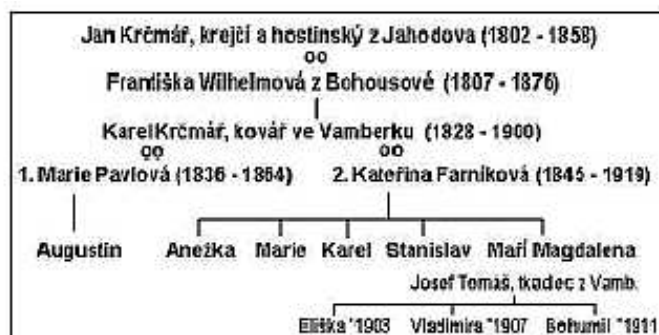 Jan Krčmář, krejčí a hostinský z Jahodova (1802 - 1858)
oo
Františka Wilhelmová z Bohousové (1807 - 1876)
Karel Krčmář, kovář ve Vamberku (1828 - 1900)
oo oo
1. Marie Pavlová (1836 - 1864) 2. Kateřina Farníková (1845 - 1919)
Augustin Anežka Marie Karel Stanislav Maří Magdalena
Josef Tomáš, tkadlec z Vamb.
Eliška *1903 Vladimíra *1907 Bohumil *1911